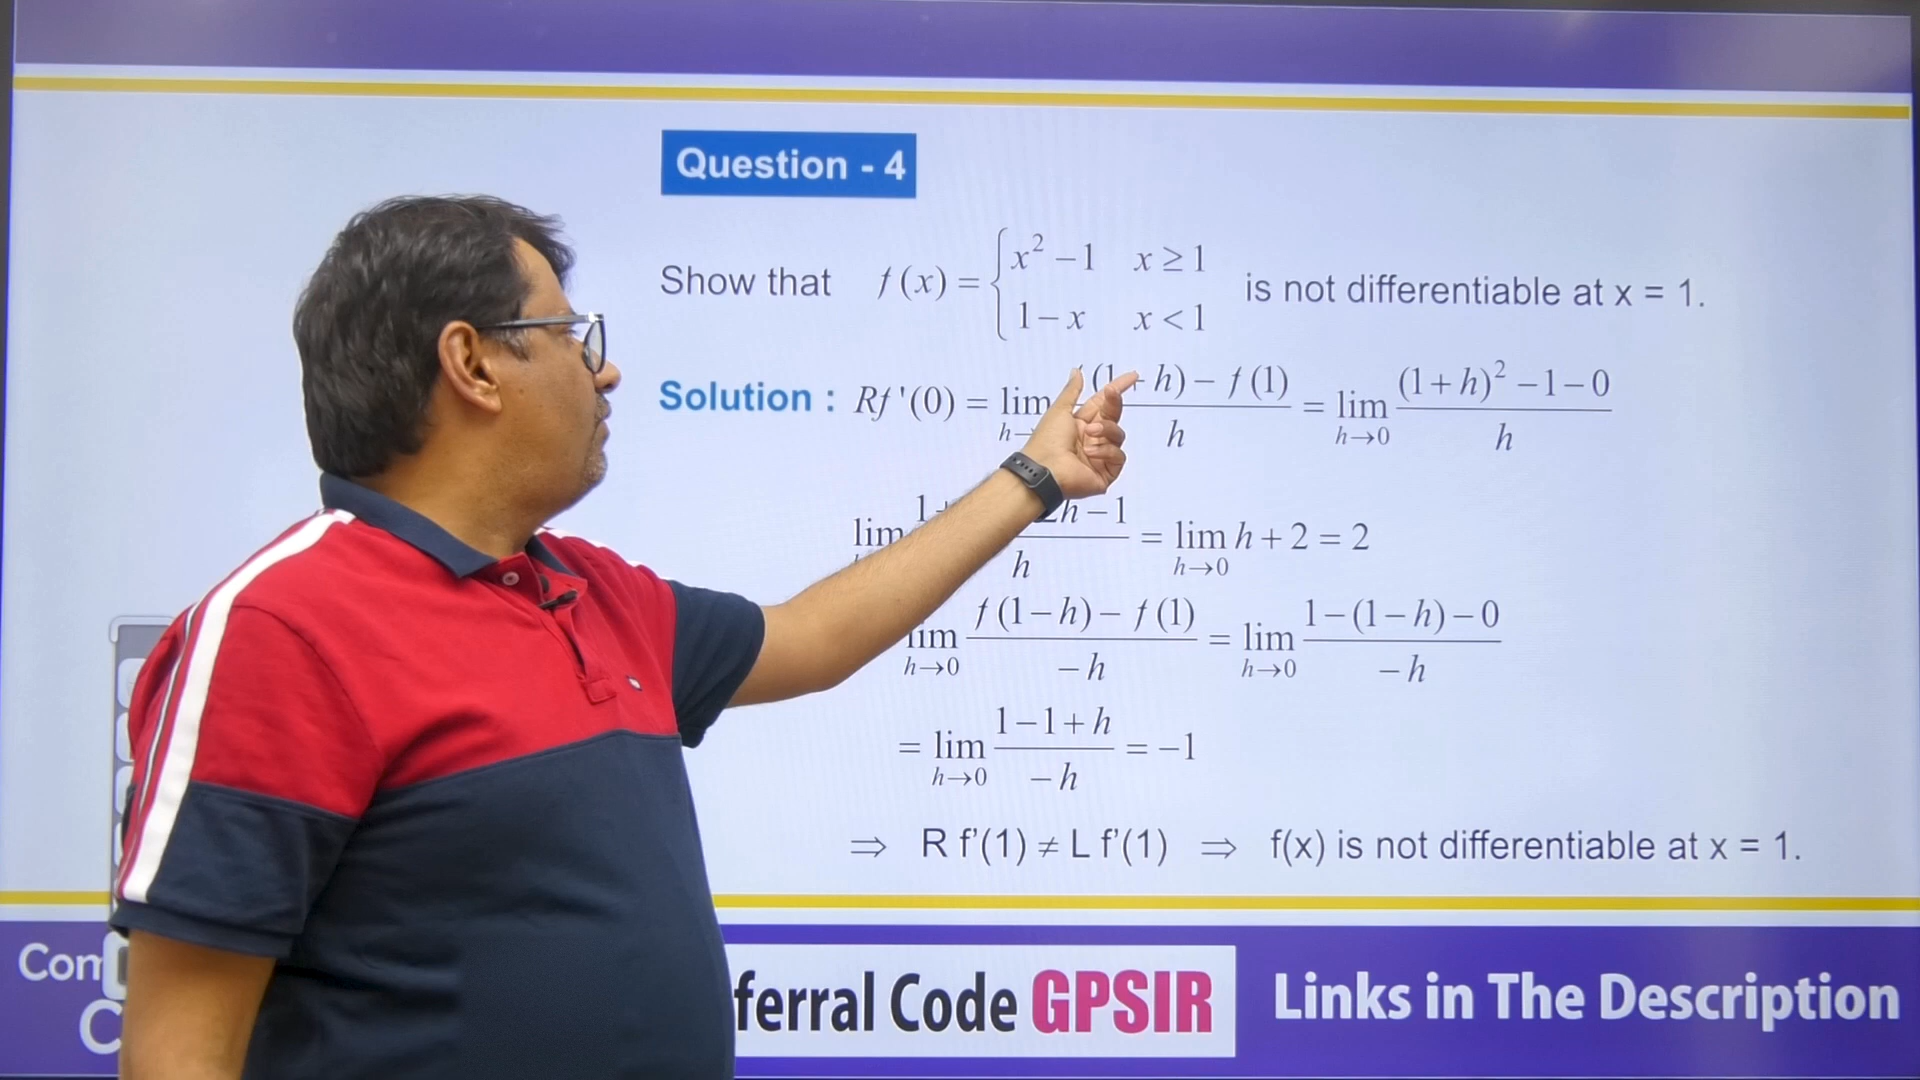 Question - 4
Show that f(x) = { x² − 1 x ≥ 1
1 − x x < 1 is not differentiable at x = 1.
Solution : Rf'(0) = lim (1 + h) − f(1) / h = lim h→0 (1 + h)² − 1 − 0 / h
lim 2h − 1 / h = lim h→0 h + 2 = 2
lim h→0 f(1 − h) − f(1) / − h = lim h→0 1 − (1 − h) − 0 / − h
= lim h→0 1 − 1 + h / − h = −1
⇒ R f'(1) ≠ L f'(1) ⇒ f(x) is not differentiable at x = 1.
ferral Code GPSIR Links in The Description